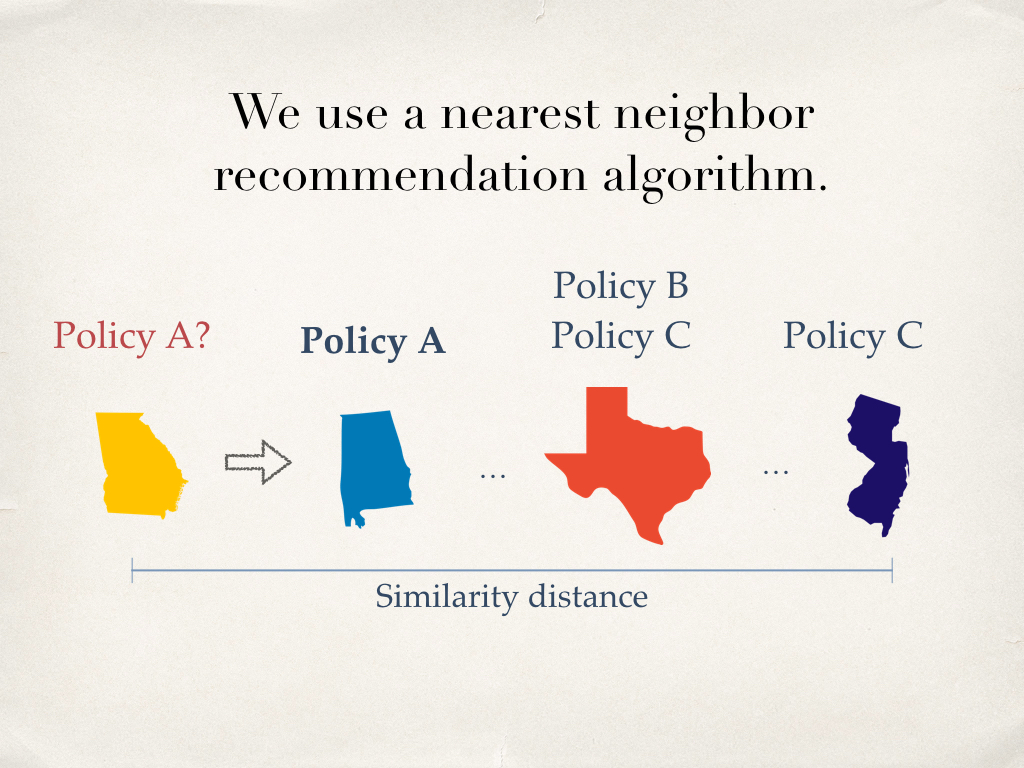 We use a nearest neighbor
recommendation algorithm.
Policy A?
Policy A
Policy B
Policy C
Policy C
...
...
Similarity distance